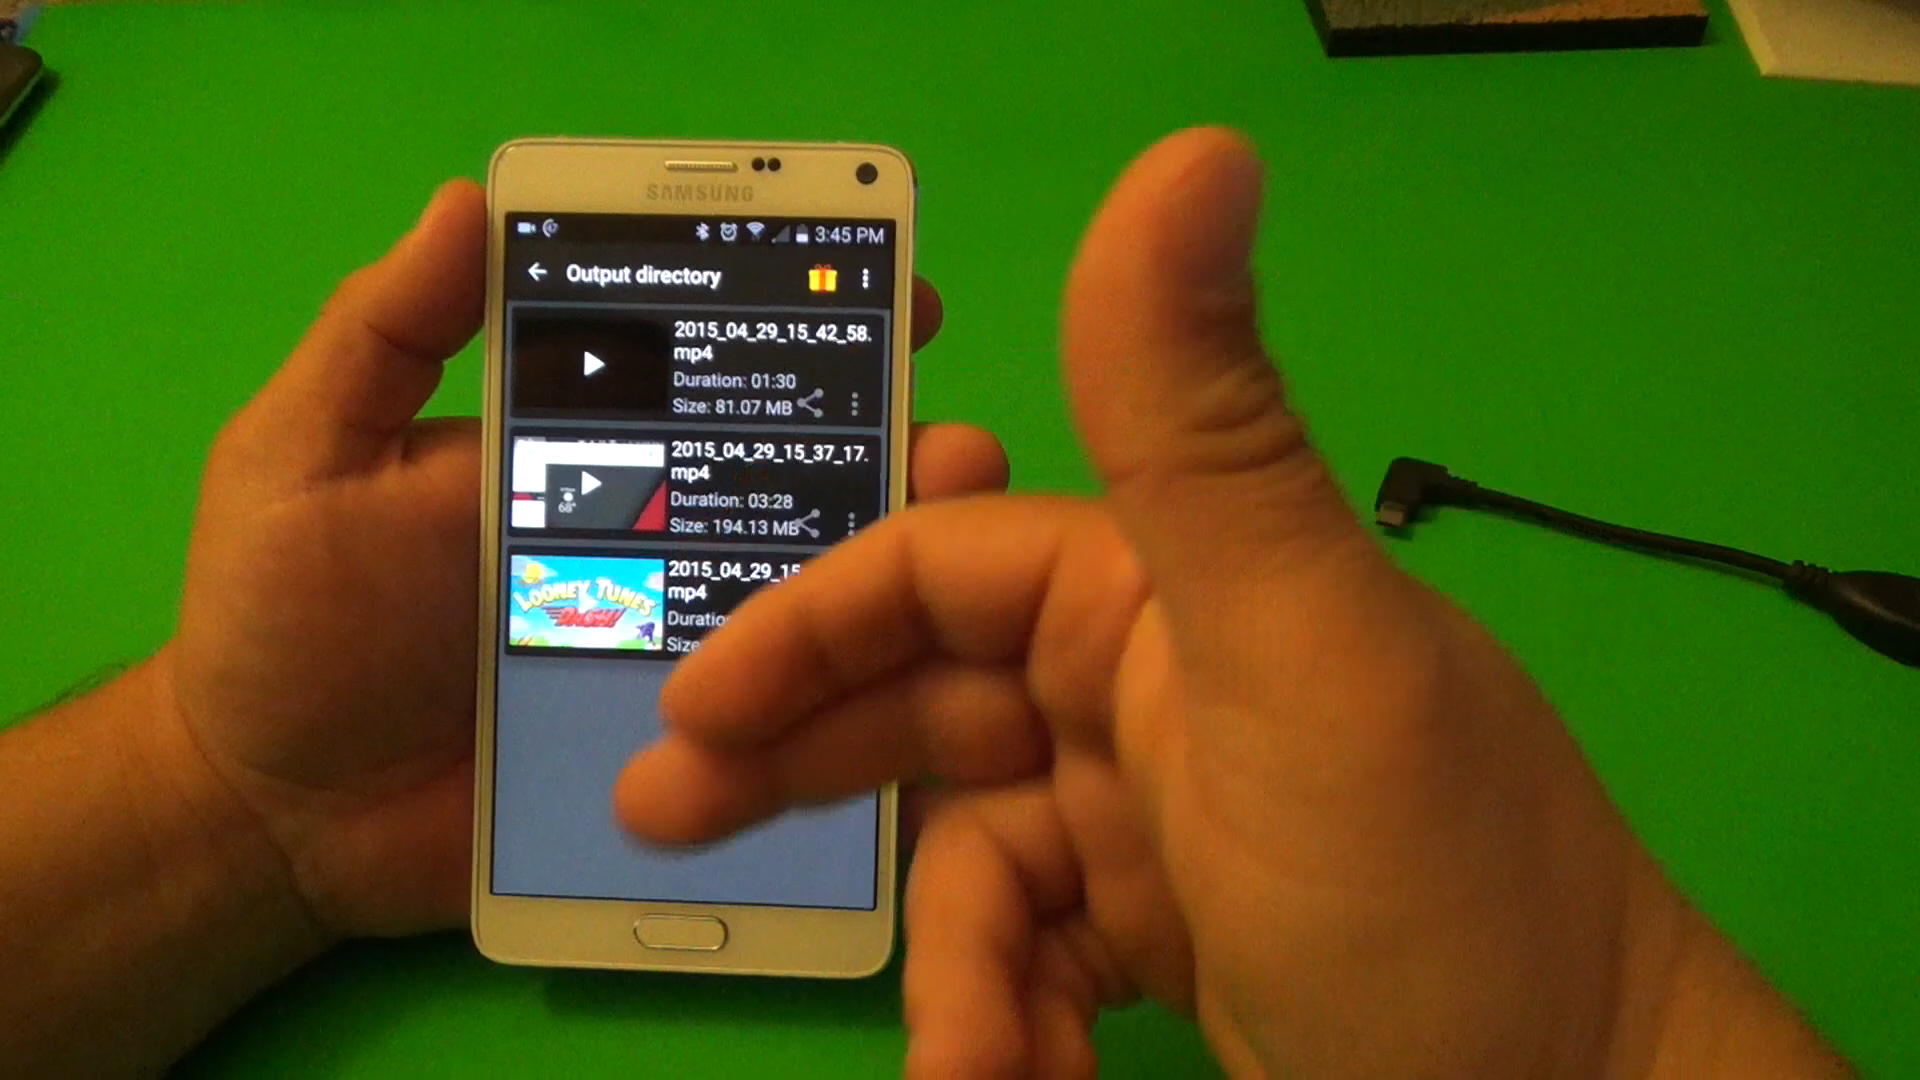 SAMSUNG
3:45 PM
Output directory
2015_04_29_15_42_58.
mp4
Duration: 01:30
Size: 81.07 MB
2015_04_29_15_37_17.
mp4
Duration: 03:28
Size: 194.13 MB
68°
2015_04_29_15
mp4
Duratio
Size
LOONEY TUNES
DASH!